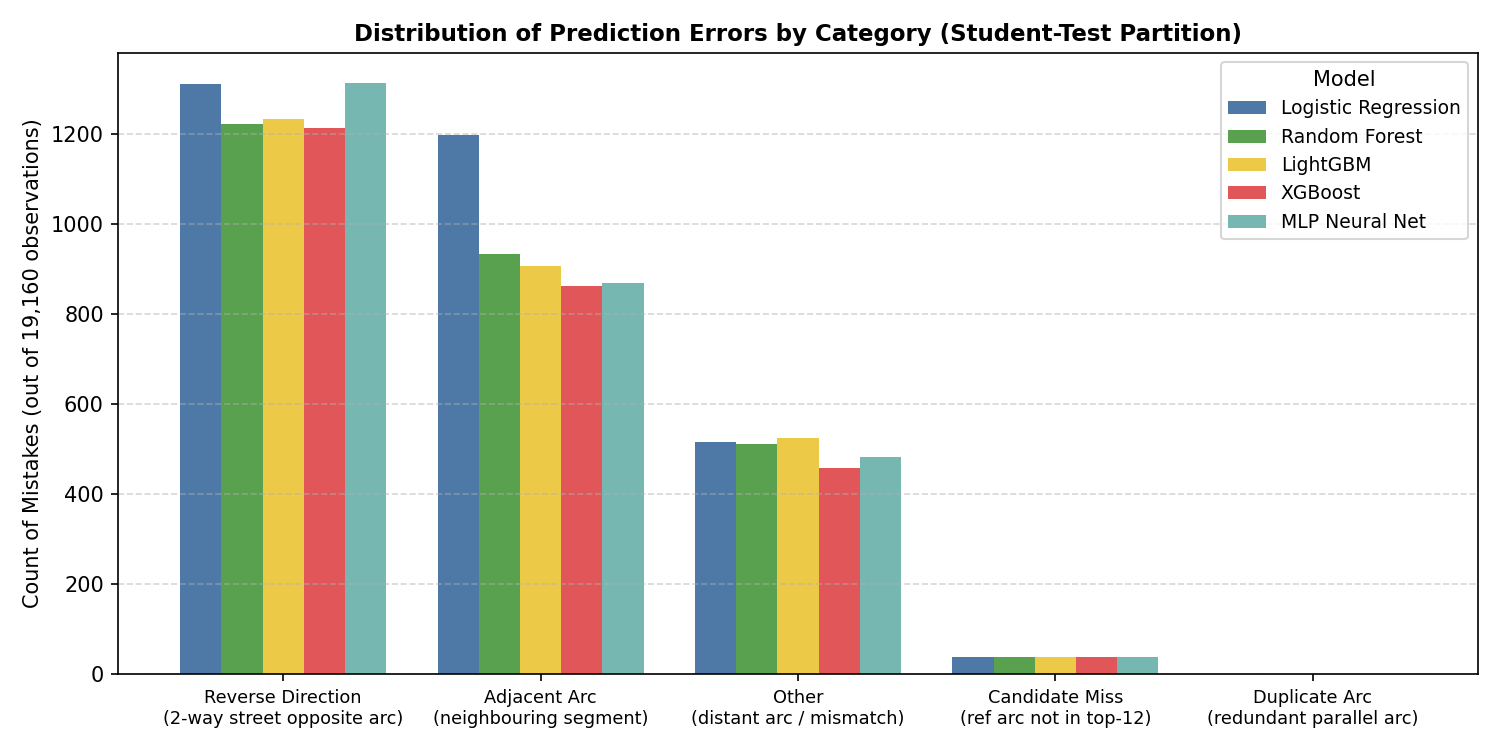 Distribution of Prediction Errors by Category (Student-Test Partition)
Count of Mistakes (out of 19,160 observations)
1200
1000
800
600
400
200
0
Model
Logistic Regression
Random Forest
LightGBM
XGBoost
MLP Neural Net
Reverse Direction
(2-way street opposite arc)
Adjacent Arc
(neighbouring segment)
Other
(distant arc / mismatch)
Candidate Miss
(ref arc not in top-12)
Duplicate Arc
(redundant parallel arc)